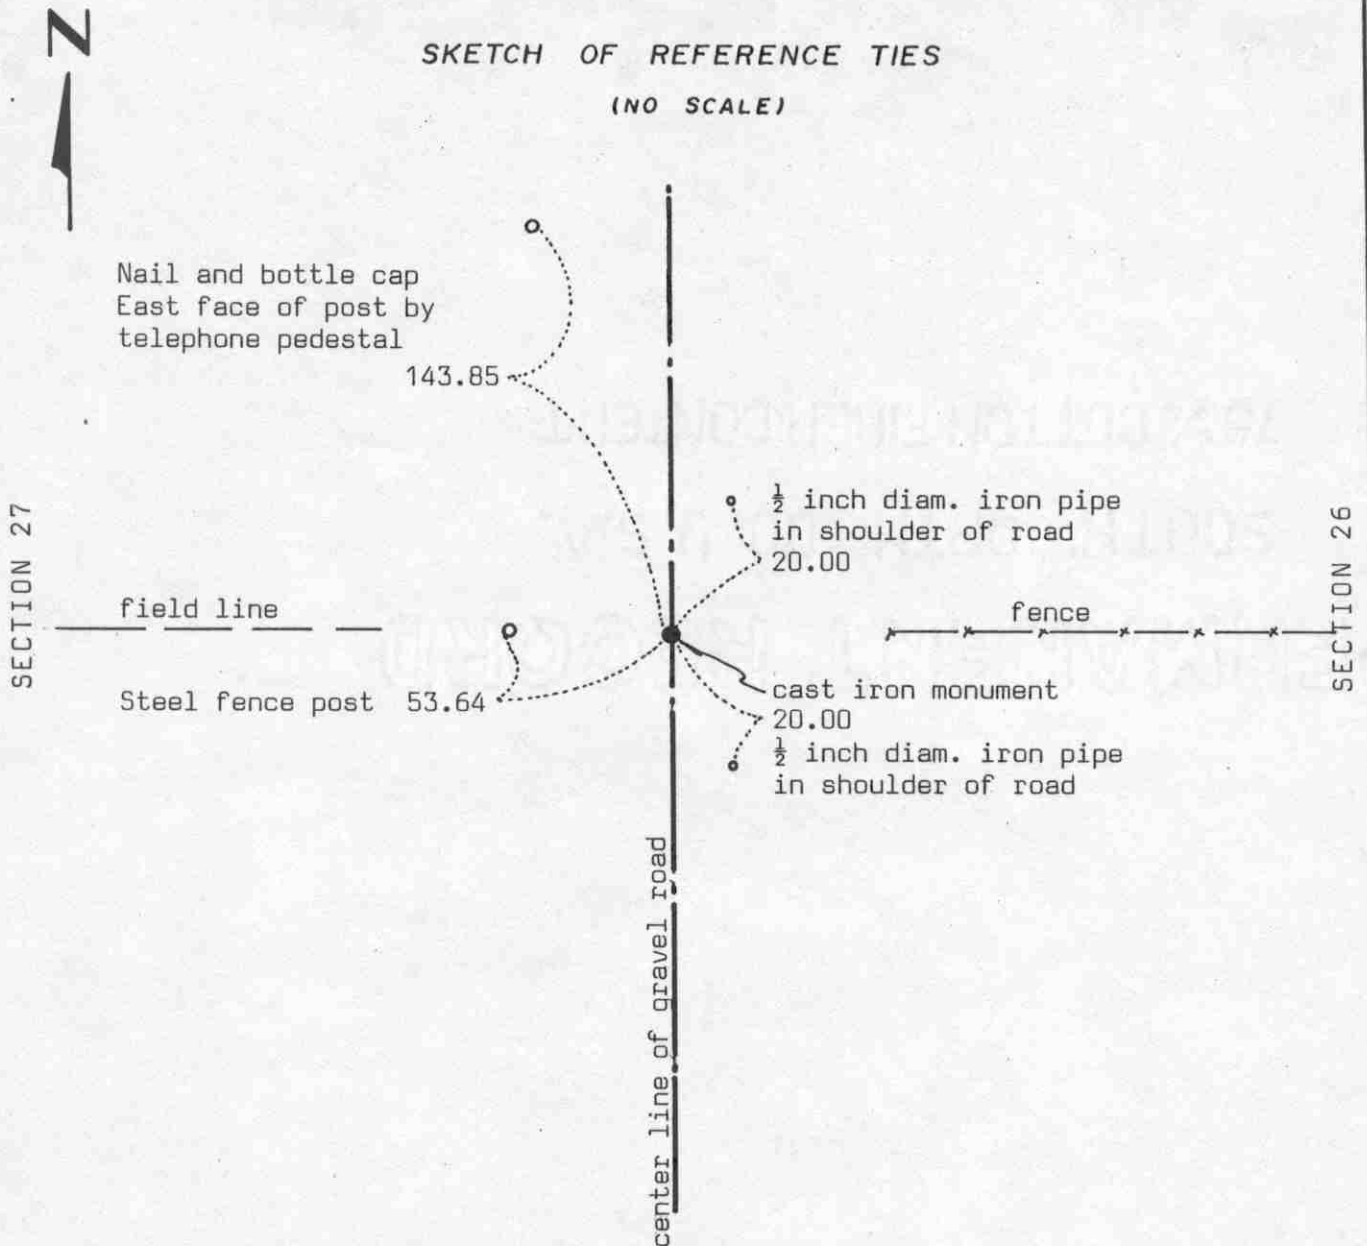 N
SKETCH OF REFERENCE TIES
(NO SCALE)
Nail and bottle cap
East face of post by
telephone pedestal
143.85
½ inch diam. iron pipe
in shoulder of road
20.00
SECTION 27
field line
fence
SECTION 26
Steel fence post 53.64
cast iron monument
20.00
½ inch diam. iron pipe
in shoulder of road
center line of gravel road